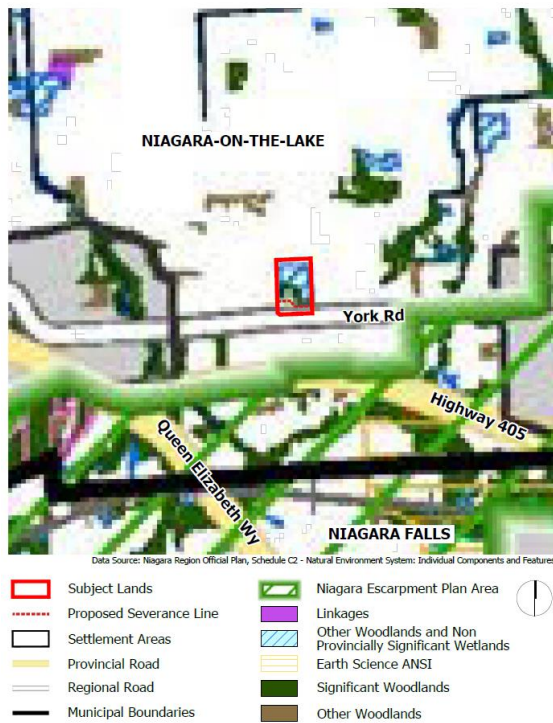 NIAGARA-ON-THE-LAKE
York Rd
Highway 405
Queen Elizabeth Wy
NIAGARA FALLS
Data Source: Niagara Region Official Plan, Schedule C2 - Natural Environment System: Individual Components and Features
Subject Lands
Proposed Severance Line
Settlement Areas
Provincial Road
Regional Road
Municipal Boundaries
Niagara Escarpment Plan Area
Linkages
Other Woodlands and Non
Provincially Significant Wetlands
Earth Science ANSI
Significant Woodlands
Other Woodlands